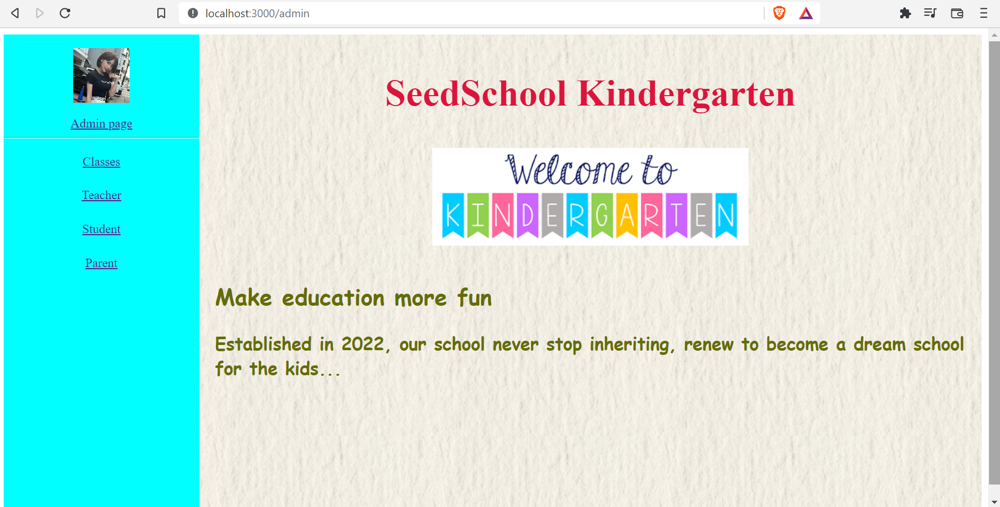 localhost:3000/admin
Admin page
Classes
Teacher
Student
Parent
SeedSchool Kindergarten
Welcome to
KINDERGARTEN
Make education more fun
Established in 2022, our school never stop inheriting, renew to become a dream school
for the kids...